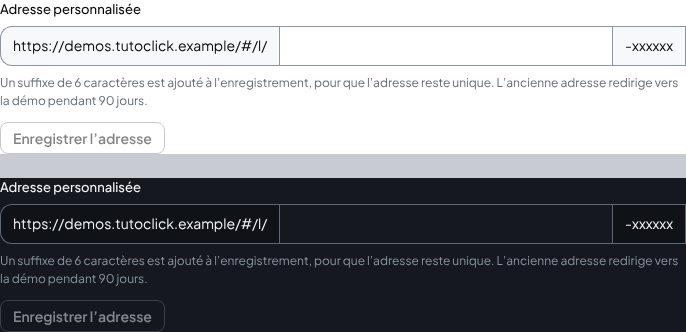 Adresse personnalisée
https://demos.tutoclick.example/#/l/ -xxxxxx
Un suffixe de 6 caractères est ajouté à l'enregistrement, pour que l'adresse reste unique. L'ancienne adresse redirige vers
la démo pendant 90 jours.
Enregistrer l’adresse
Adresse personnalisée
https://demos.tutoclick.example/#/l/ -xxxxxx
Un suffixe de 6 caractères est ajouté à l'enregistrement, pour que l'adresse reste unique. L'ancienne adresse redirige vers
la démo pendant 90 jours.
Enregistrer l’adresse